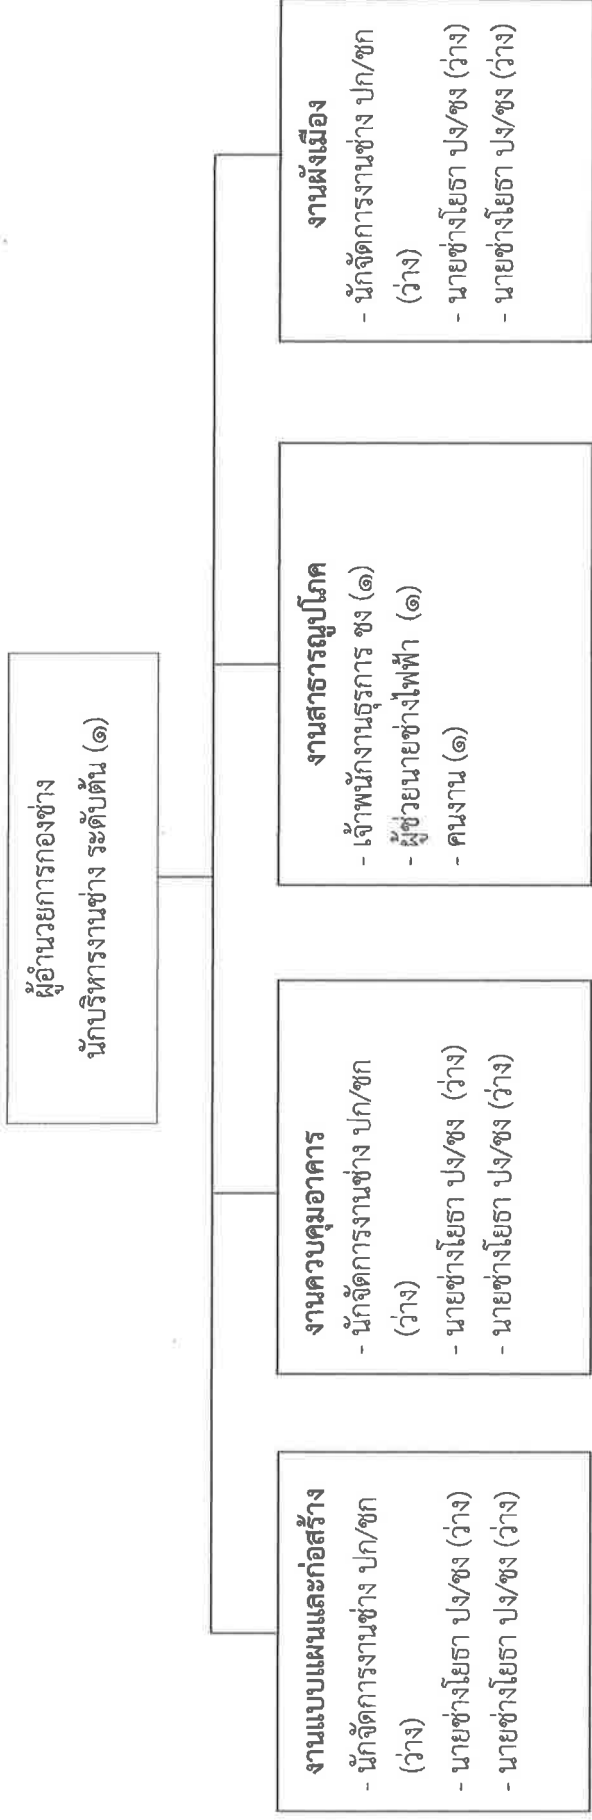 ผู้อำนวยการกองช่าง
นักบริหารงานช่าง ระดับต้น (๑)
งานแบบแผนและก่อสร้าง
- นักจัดการงานช่าง ปก/ชก
(ว่าง)
- นายช่างโยธา ปง/ชง (ว่าง)
- นายช่างโยธา ปง/ชง (ว่าง)
งานควบคุมอาคาร
- นักจัดการงานช่าง ปก/ชก
(ว่าง)
- นายช่างโยธา ปง/ชง (ว่าง)
- นายช่างโยธา ปง/ชง (ว่าง)
งานสาธารณูปโภค
- เจ้าพนักงานธุรการ ชง (๑)
- ผู้ช่วยนายช่างไฟฟ้า (๑)
- คนงาน (๑)
งานผังเมือง
- นักจัดการงานช่าง ปก/ชก
(ว่าง)
- นายช่างโยธา ปง/ชง (ว่าง)
- นายช่างโยธา ปง/ชง (ว่าง)